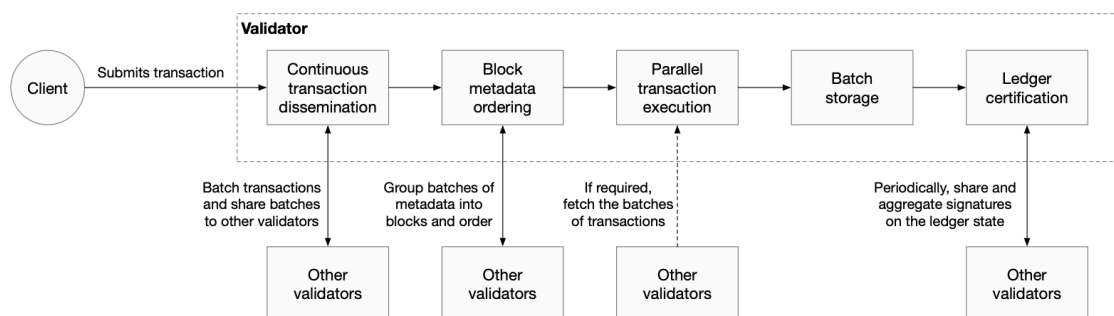 Validator
Client
Submits transaction
Continuous
transaction
dissemination
Block
metadata
ordering
Parallel
transaction
execution
Batch
storage
Ledger
certification
Batch transactions
and share batches
to other validators
Group batches of
metadata into
blocks and order
If required,
fetch the batches
of transactions
Periodically, share and
aggregate signatures
on the ledger state
Other
validators
Other
validators
Other
validators
Other
validators